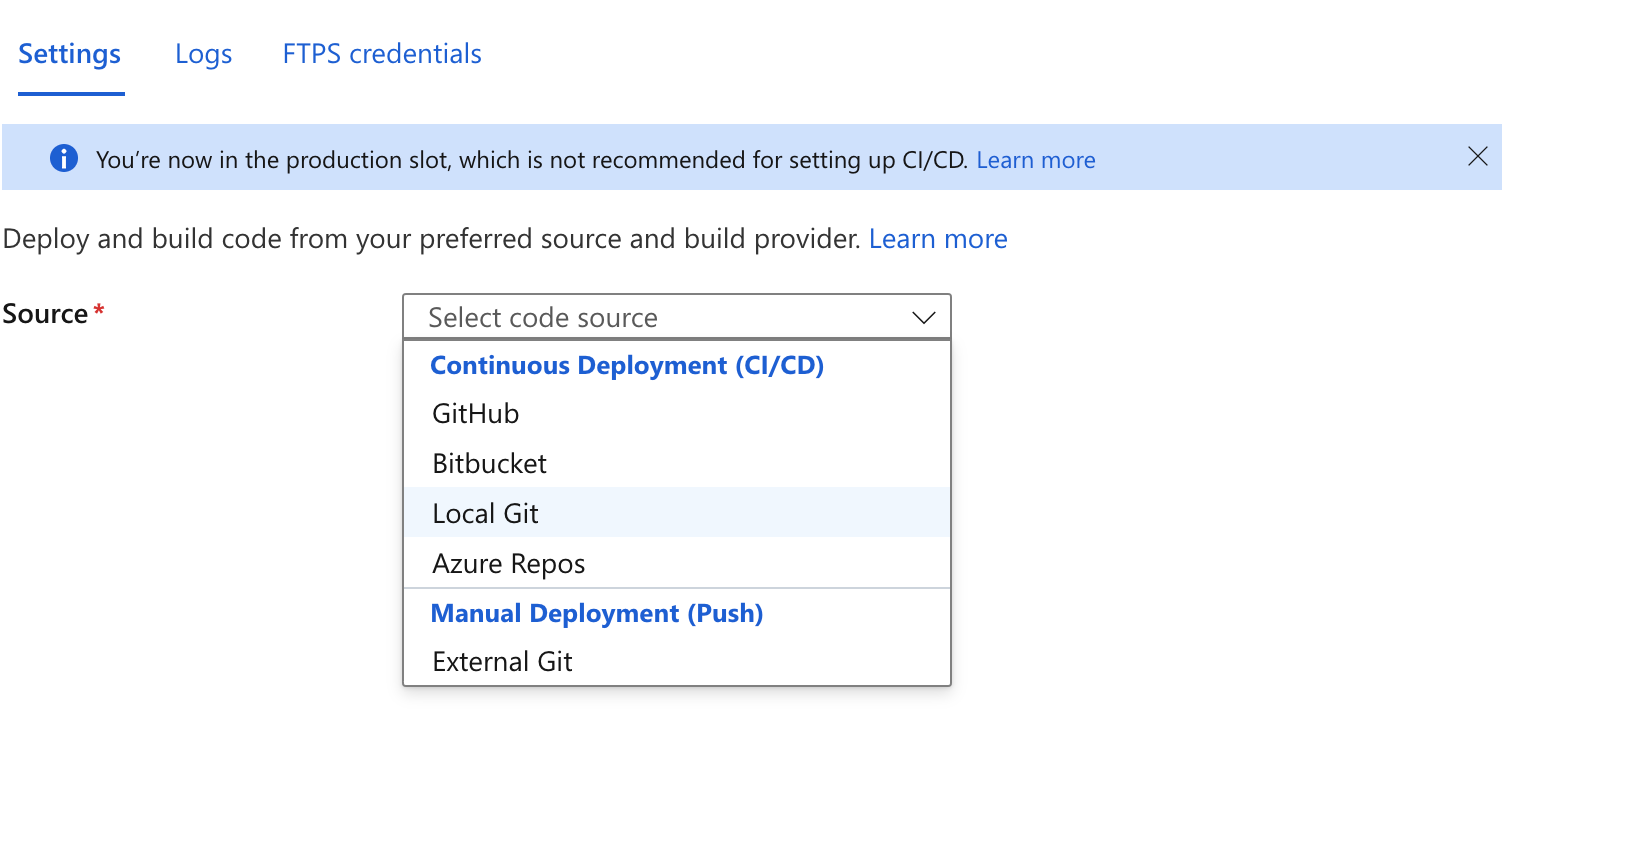 Settings Logs FTPS credentials
You’re now in the production slot, which is not recommended for setting up CI/CD. Learn more
Deploy and build code from your preferred source and build provider. Learn more
Source*
Select code source
Continuous Deployment (CI/CD)
GitHub
Bitbucket
Local Git
Azure Repos
Manual Deployment (Push)
External Git